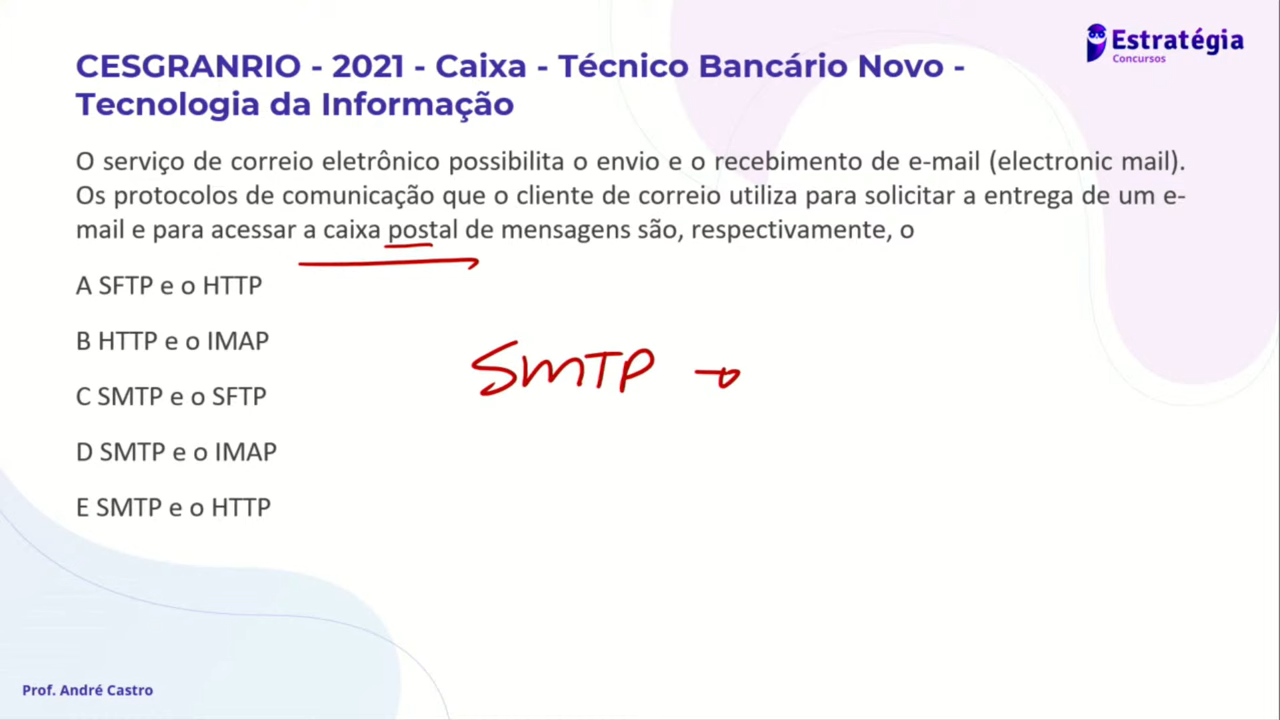 Estratégia
Concursos
CESGRANRIO - 2021 - Caixa - Técnico Bancário Novo -
Tecnologia da Informação
O serviço de correio eletrônico possibilita o envio e o recebimento de e-mail (electronic mail).
Os protocolos de comunicação que o cliente de correio utiliza para solicitar a entrega de um e-
mail e para acessar a caixa postal de mensagens são, respectivamente, o
A SFTP e o HTTP
B HTTP e o IMAP
SMTP
C SMTP e o SFTP
D SMTP e o IMAP
E SMTP e o HTTP
Prof. André Castro